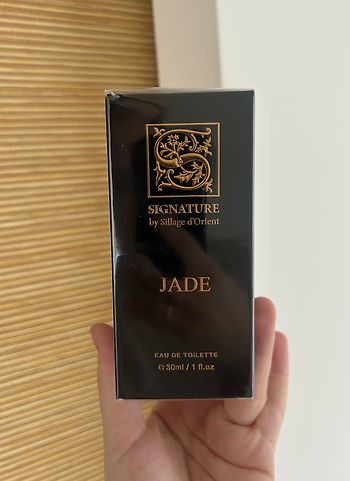 SIGNATURE
by Sillage d'Orient
JADE
EAU DE TOILETTE
℮30ml / 1 fl.oz